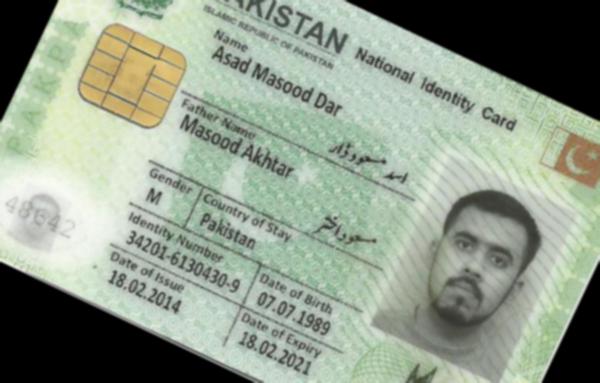 PAKISTAN National Identity Card
ISLAMIC REPUBLIC OF PAKISTAN
Name
Asad Masood Dar
اسد مسعود ڈار
Father Name
Masood Akhtar
مسعود اختر
Gender
M
Country of Stay
Pakistan
Identity Number
34201-6130430-9
Date of Birth
07.07.1989
Date of Issue
18.02.2014
Date of Expiry
18.02.2021
48642